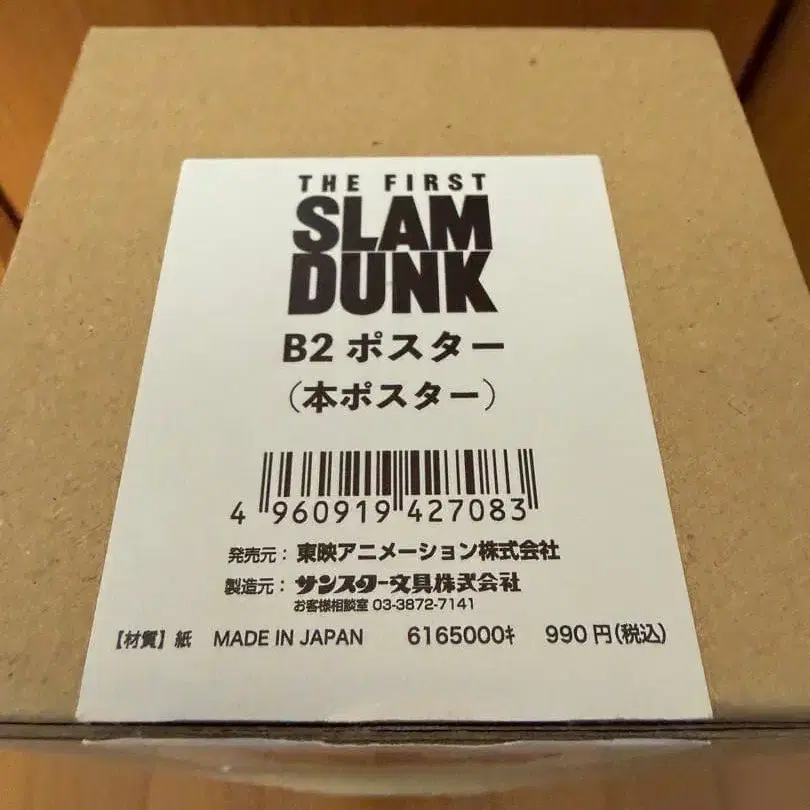 THE FIRST
SLAM
DUNK
B2 ポスター
（本ポスター）
4 960919 427083
発売元：東映アニメーション株式会社
製造元：サンスター文具株式会社
お客様相談室 03-3872-7141
【材質】紙 MADE IN JAPAN 6165000ｷ 990円(税込)